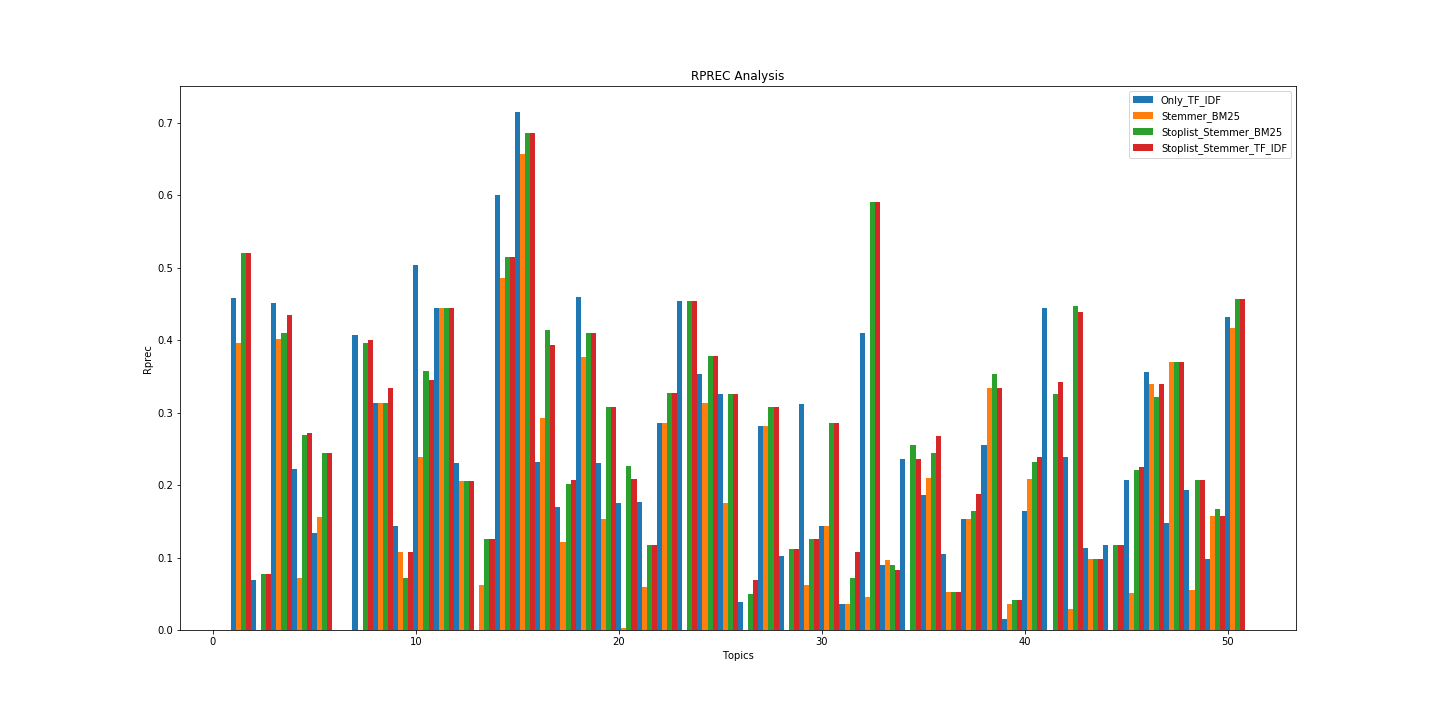 RPREC Analysis
Only_TF_IDF
Stemmer_BM25
Stoplist_Stemmer_BM25
Stoplist_Stemmer_TF_IDF
0.7
0.6
0.5
0.4
0.3
0.2
0.1
0.0
Rprec
0 10 20 30 40 50
Topics